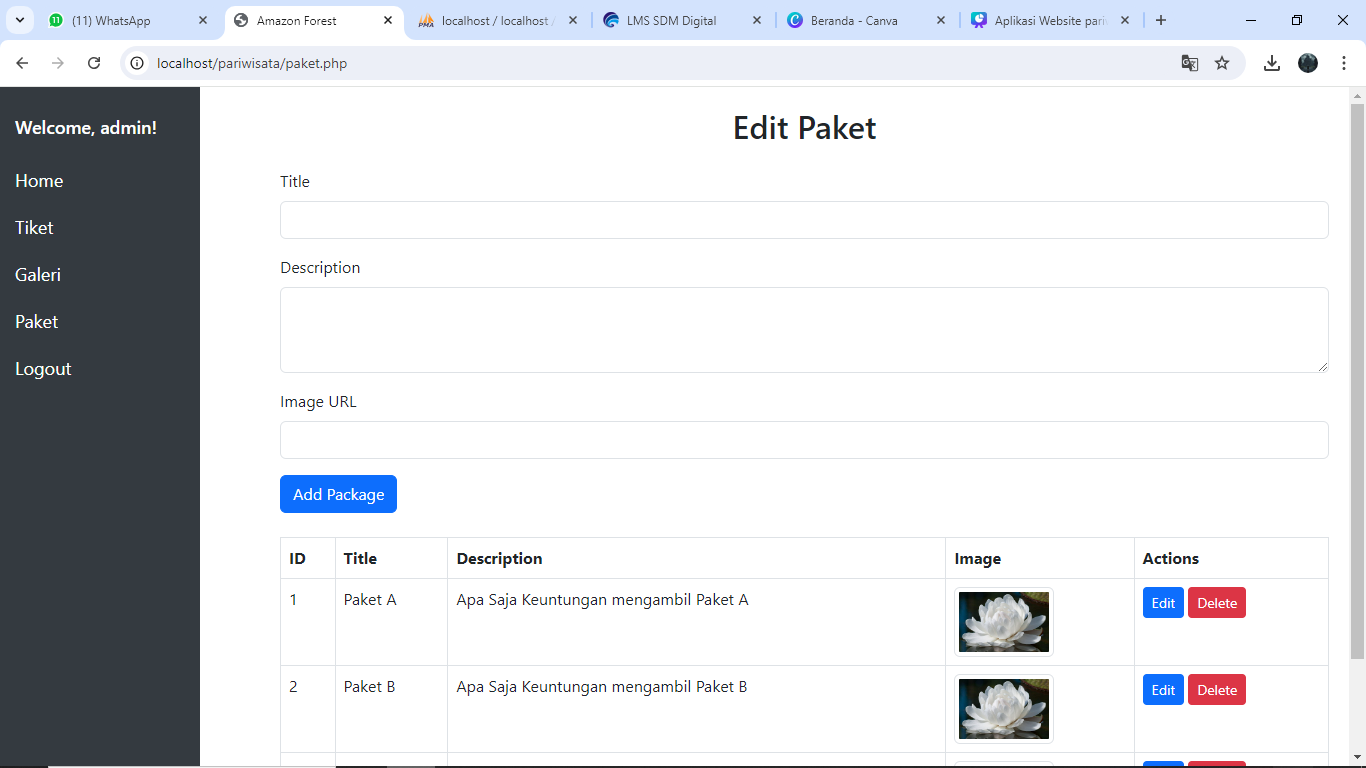 (11) WhatsApp
Amazon Forest
localhost / localhost /
LMS SDM Digital
Beranda - Canva
Aplikasi Website pari
localhost/pariwisata/paket.php
Welcome, admin!
Home
Tiket
Galeri
Paket
Logout
Edit Paket
Title
Description
Image URL
Add Package
ID Title Description Image Actions
1 Paket A Apa Saja Keuntungan mengambil Paket A Edit Delete
2 Paket B Apa Saja Keuntungan mengambil Paket B Edit Delete